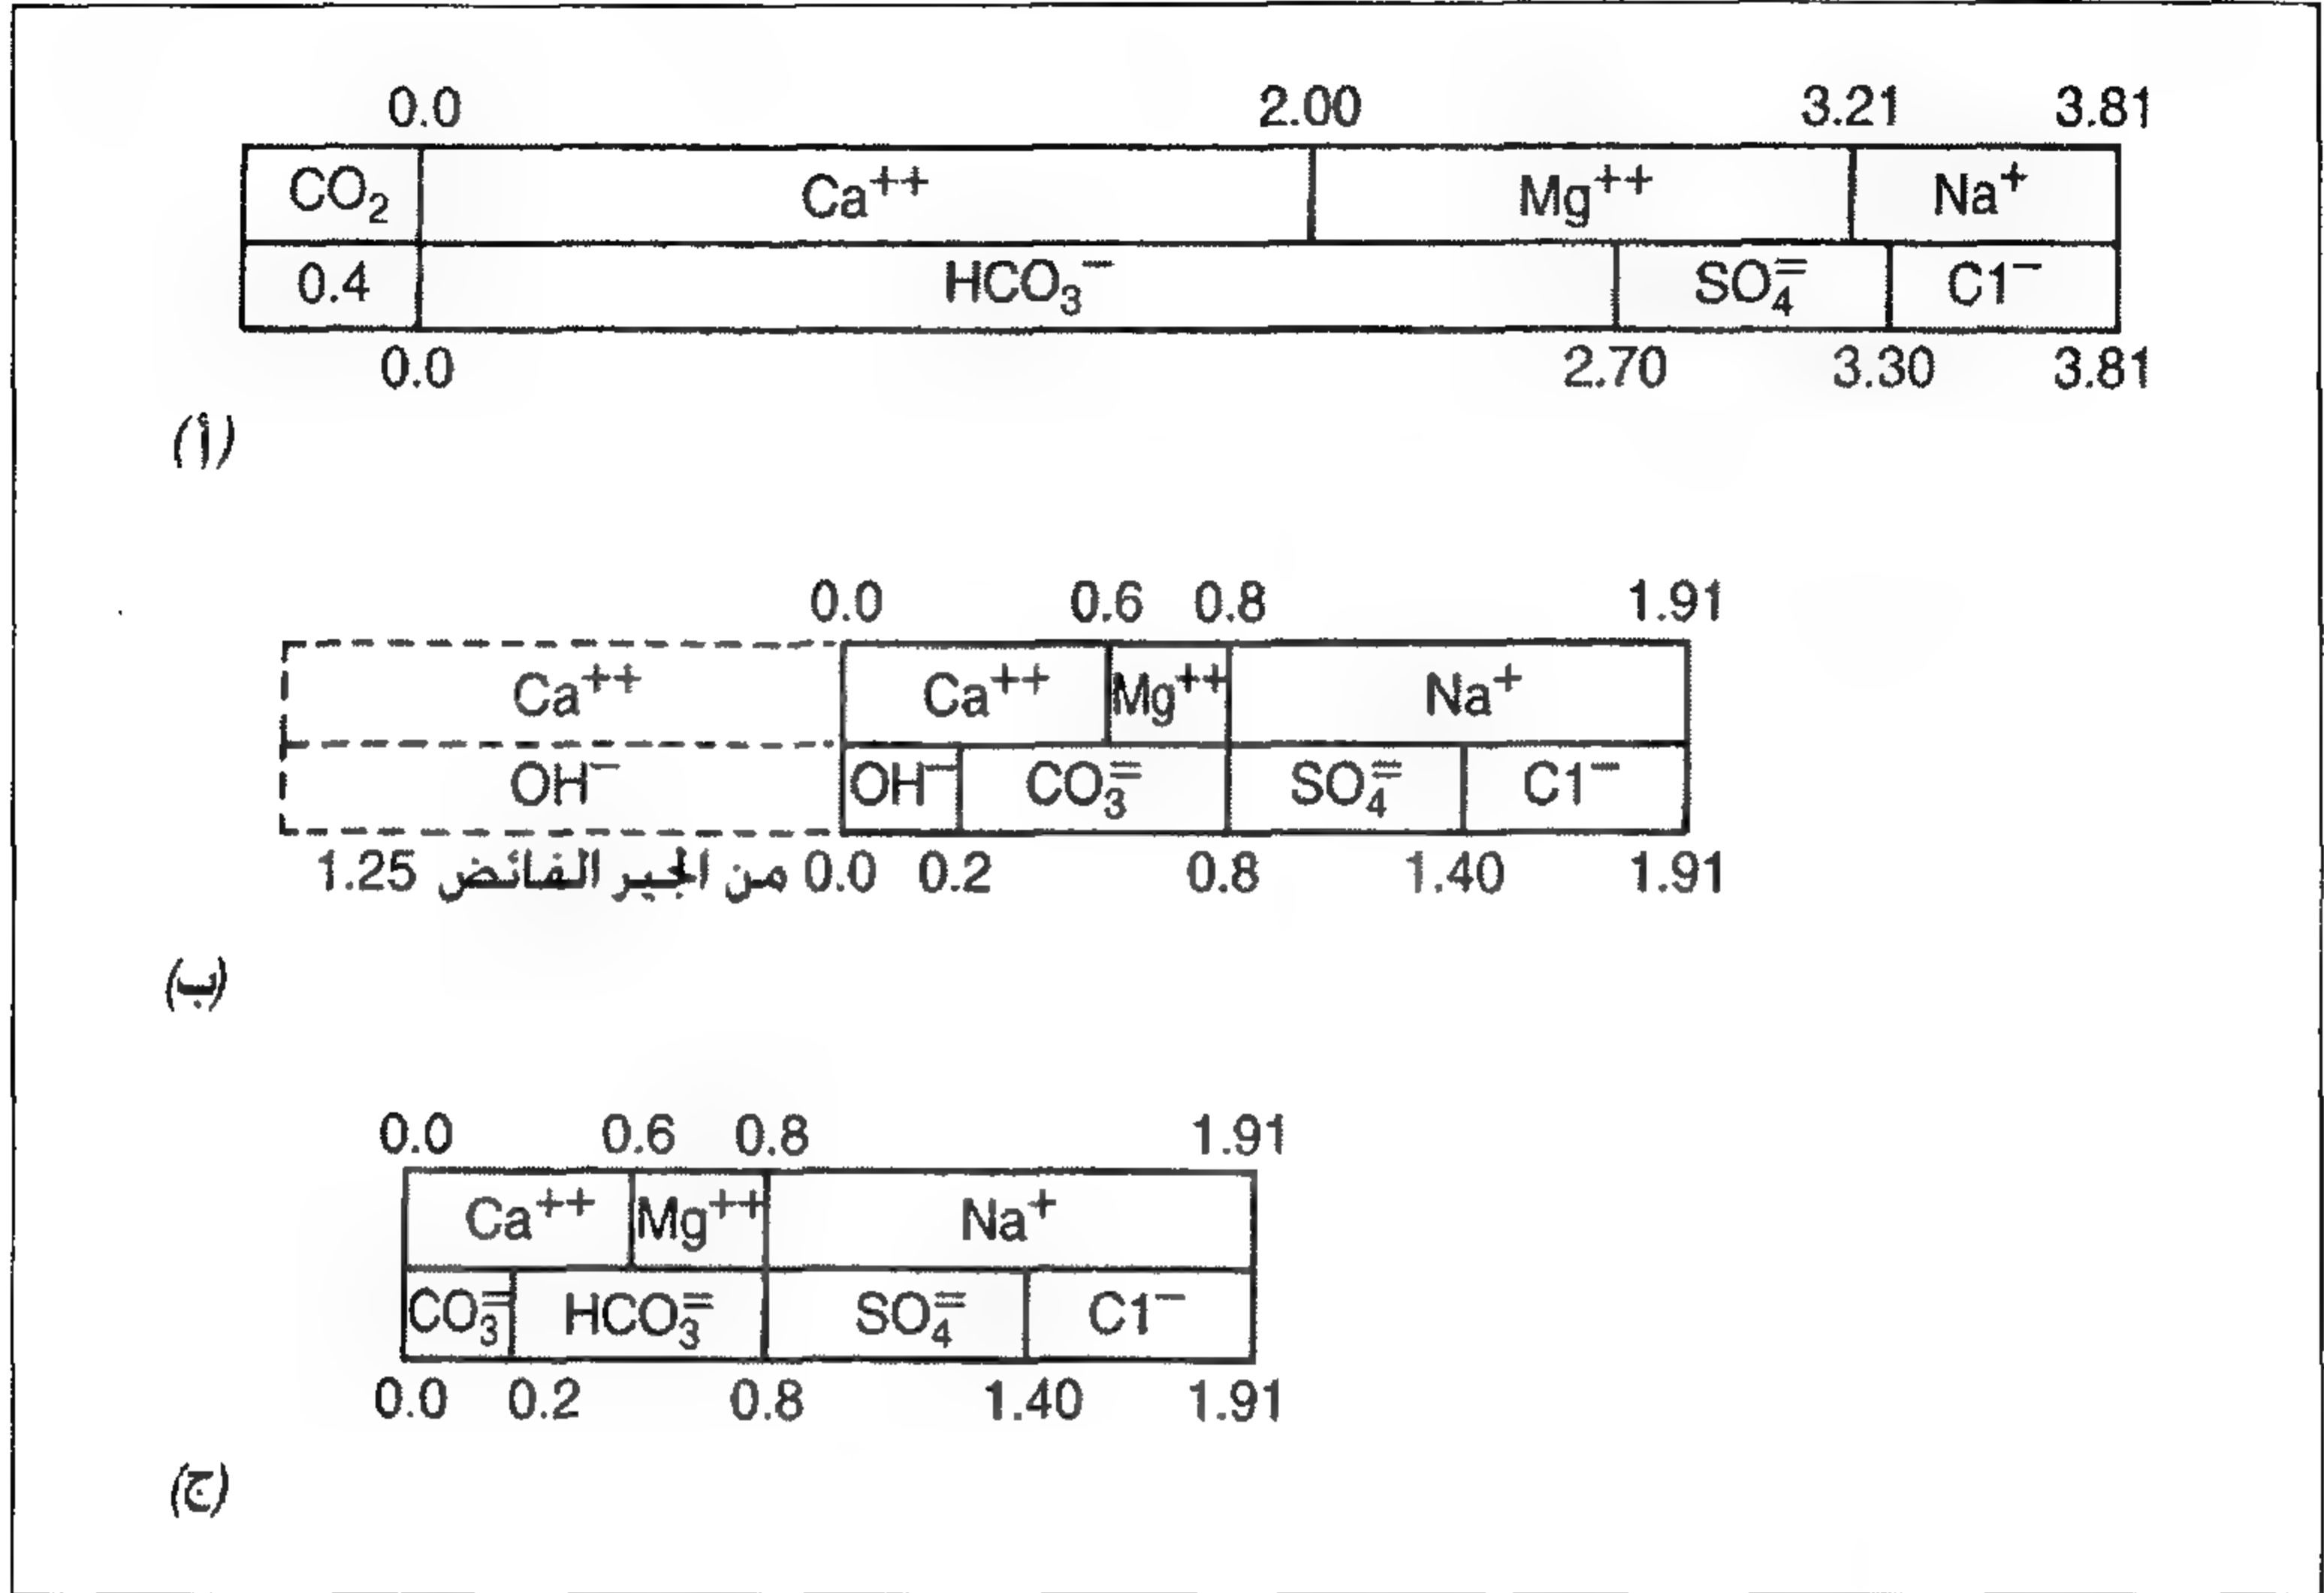 0.0 2.00 3.21 3.81
CO₂ Ca⁺⁺ Mg⁺⁺ Na⁺
0.4 HCO₃⁻ SO₄⁼ C1⁻
0.0 2.70 3.30 3.81
(أ)
0.0 0.6 0.8 1.91
Ca⁺⁺ Ca⁺⁺ Mg⁺⁺ Na⁺
OH⁻ OH⁻ CO₃⁼ SO₄⁼ C1⁻
1.25 من الجير الفائض 0.0 0.2 0.8 1.40 1.91
(ب)
0.0 0.6 0.8 1.91
Ca⁺⁺ Mg⁺⁺ Na⁺
CO₃⁼ HCO₃⁼ SO₄⁼ C1⁻
0.0 0.2 0.8 1.40 1.91
(ج)